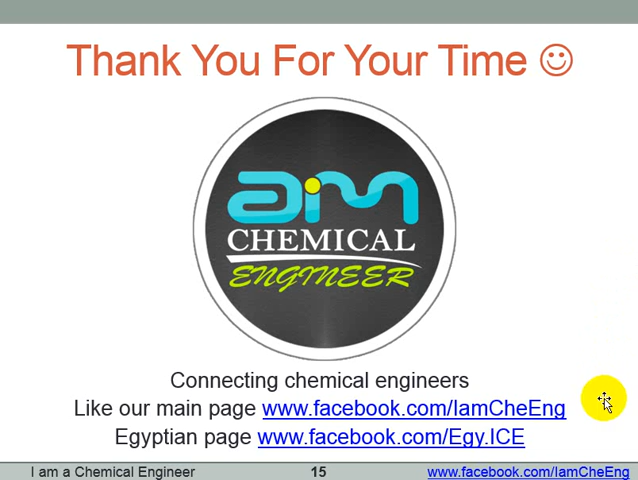 Thank You For Your Time ☺
aim
CHEMICAL
ENGINEER
Connecting chemical engineers
Like our main page www.facebook.com/IamCheEng
Egyptian page www.facebook.com/Egy.ICE
I am a Chemical Engineer 15 www.facebook.com/IamCheEng